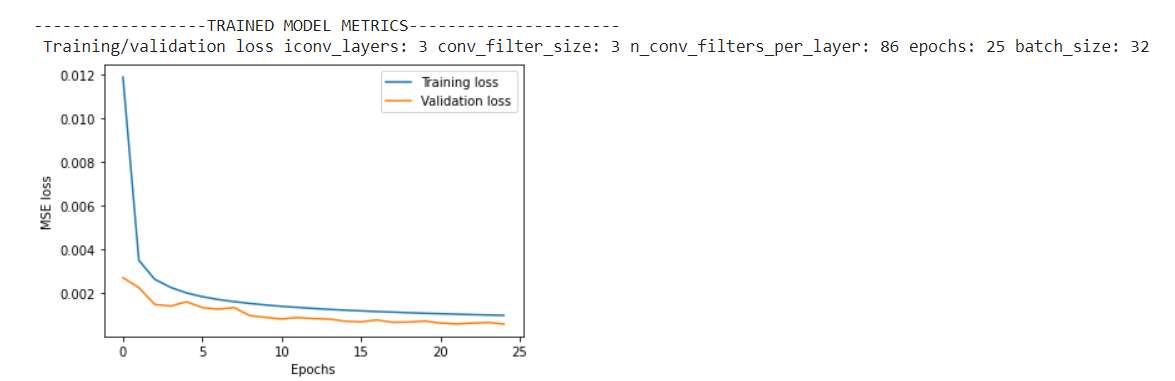 ------------------TRAINED MODEL METRICS----------------------
Training/validation loss iconv_layers: 3 conv_filter_size: 3 n_conv_filters_per_layer: 86 epochs: 25 batch_size: 32
Training loss
Validation loss
MSE loss
0.012
0.010
0.008
0.006
0.004
0.002
0 5 10 15 20 25
Epochs